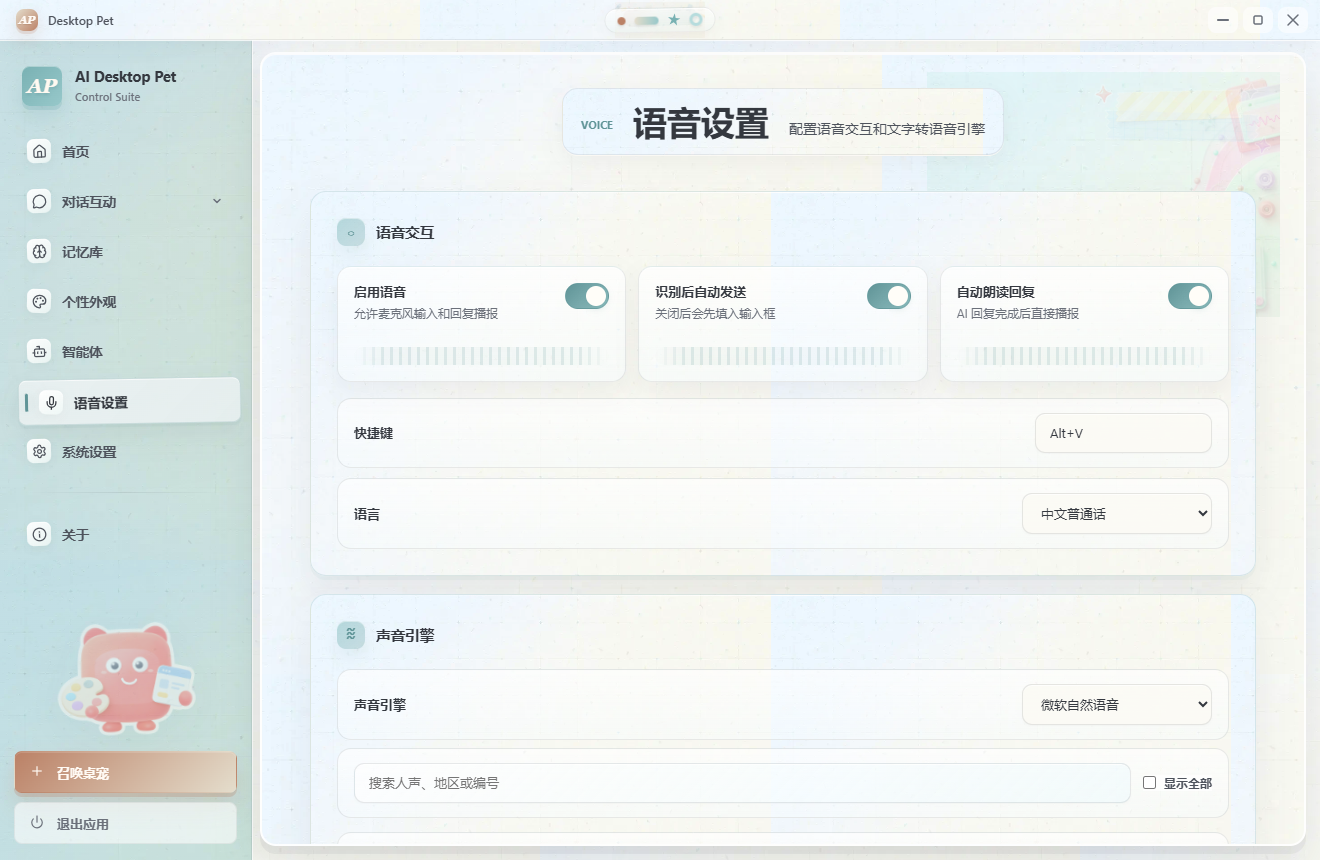 AP Desktop Pet
AP
AI Desktop Pet
Control Suite
首页
对话互动
记忆库
个性外观
智能体
语音设置
系统设置
关于
召唤桌宠
退出应用
VOICE 语音设置 配置语音交互和文字转语音引擎
语音交互
启用语音
允许麦克风输入和回复播报
识别后自动发送
关闭后会先填入输入框
自动朗读回复
AI 回复完成后直接播报
快捷键 Alt+V
语言 中文普通话
声音引擎
声音引擎 微软自然语音
搜索人声、地区或编号 显示全部